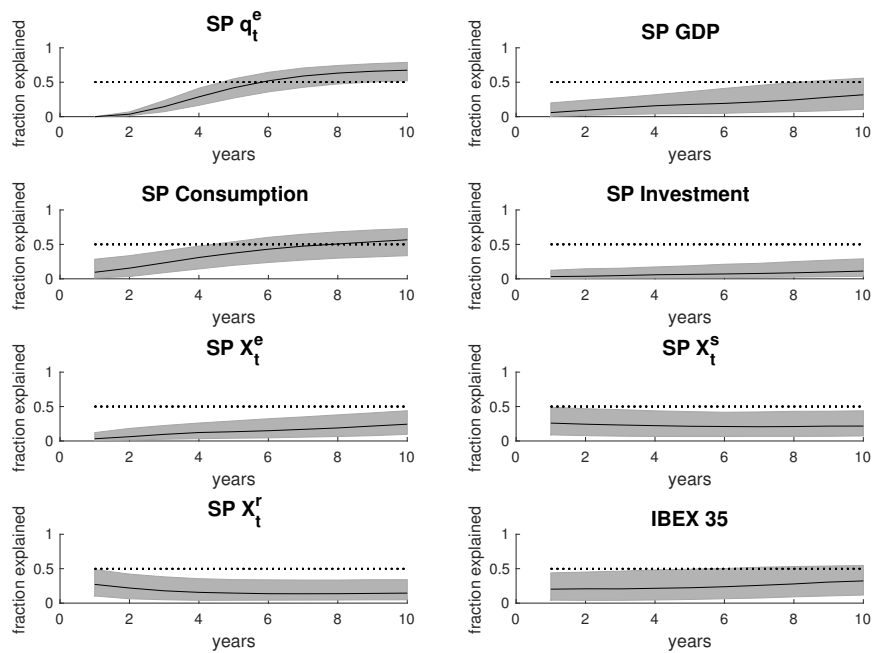 SP q_t^e
fraction explained
1
0.5
0
0 2 4 6 8 10
years
SP GDP
fraction explained
1
0.5
0
0 2 4 6 8 10
years
SP Consumption
fraction explained
1
0.5
0
0 2 4 6 8 10
years
SP Investment
fraction explained
1
0.5
0
0 2 4 6 8 10
years
SP X_t^e
fraction explained
1
0.5
0
0 2 4 6 8 10
years
SP X_t^s
fraction explained
1
0.5
0
0 2 4 6 8 10
years
SP X_t^r
fraction explained
1
0.5
0
0 2 4 6 8 10
years
IBEX 35
fraction explained
1
0.5
0
0 2 4 6 8 10
years